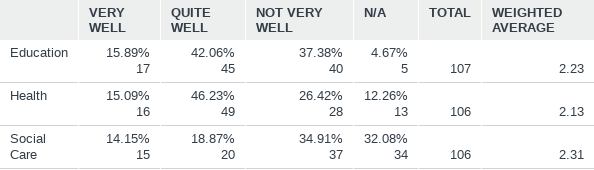 VERY WELL QUITE WELL NOT VERY WELL N/A TOTAL WEIGHTED AVERAGE
Education 15.89% 42.06% 37.38% 4.67%
17 45 40 5 107 2.23
Health 15.09% 46.23% 26.42% 12.26%
16 49 28 13 106 2.13
Social 14.15% 18.87% 34.91% 32.08%
Care 15 20 37 34 106 2.31